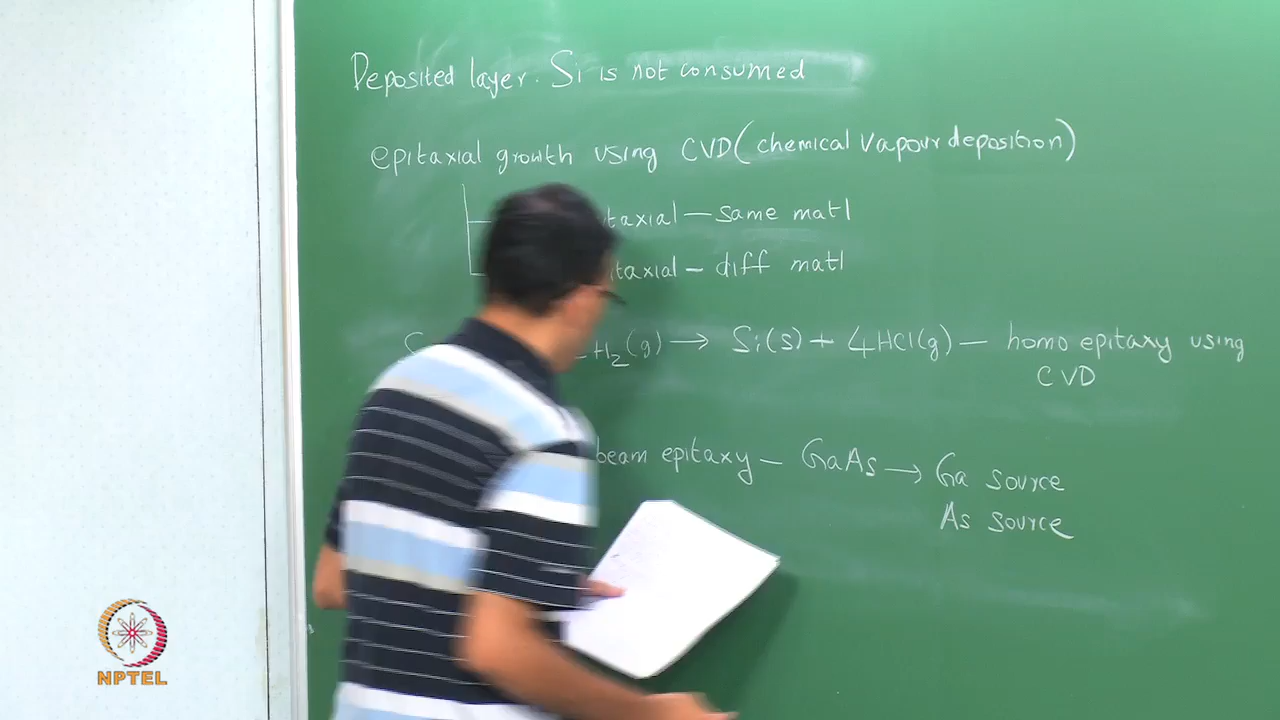 Deposited layer. Si is not consumed
epitaxial growth using CVD (chemical vapour deposition)
taxial — same matl
itaxial – diff matl
H₂(g) → Si(s) + 4HCl(g) — homo epitaxy using
CVD
beam epitaxy – GaAs → Ga source
As source
NPTEL